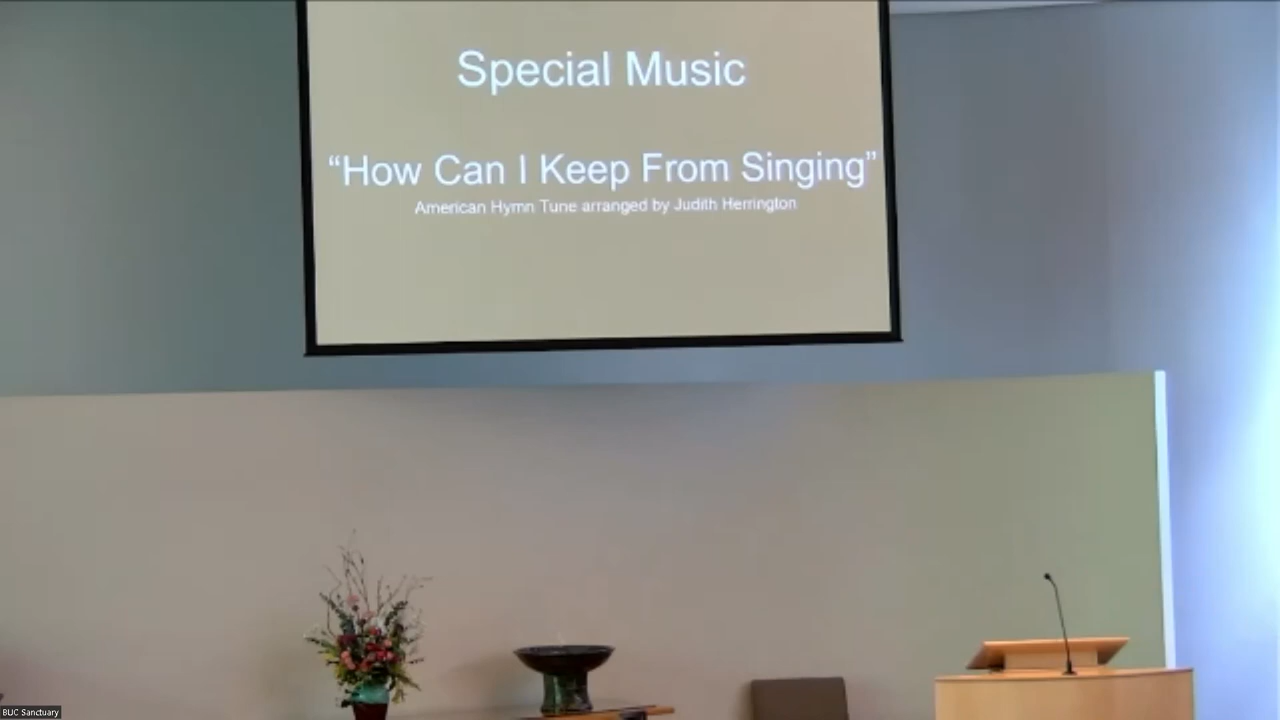 Special Music
“How Can I Keep From Singing”
American Hymn Tune arranged by Judith Herrington
BUC Sanctuary